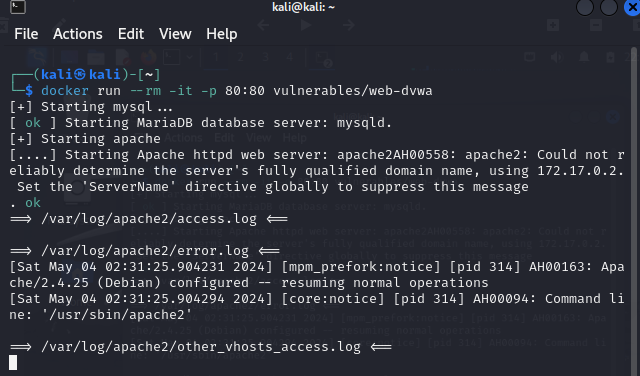 kali@kali: ~
File Actions Edit View Help
┌──(kali㉿kali)-[~]
└─$ docker run --rm -it -p 80:80 vulnerables/web-dvwa
[+] Starting mysql...
[ ok ] Starting MariaDB database server: mysqld.
[+] Starting apache
[....] Starting Apache httpd web server: apache2AH00558: apache2: Could not r
eliably determine the server's fully qualified domain name, using 172.17.0.2.
 Set the 'ServerName' directive globally to suppress this message
. ok
==> /var/log/apache2/access.log <==
==> /var/log/apache2/error.log <==
[Sat May 04 02:31:25.904231 2024] [mpm_prefork:notice] [pid 314] AH00163: Apa
che/2.4.25 (Debian) configured -- resuming normal operations
[Sat May 04 02:31:25.904294 2024] [core:notice] [pid 314] AH00094: Command li
ne: '/usr/sbin/apache2'
==> /var/log/apache2/other_vhosts_access.log <==